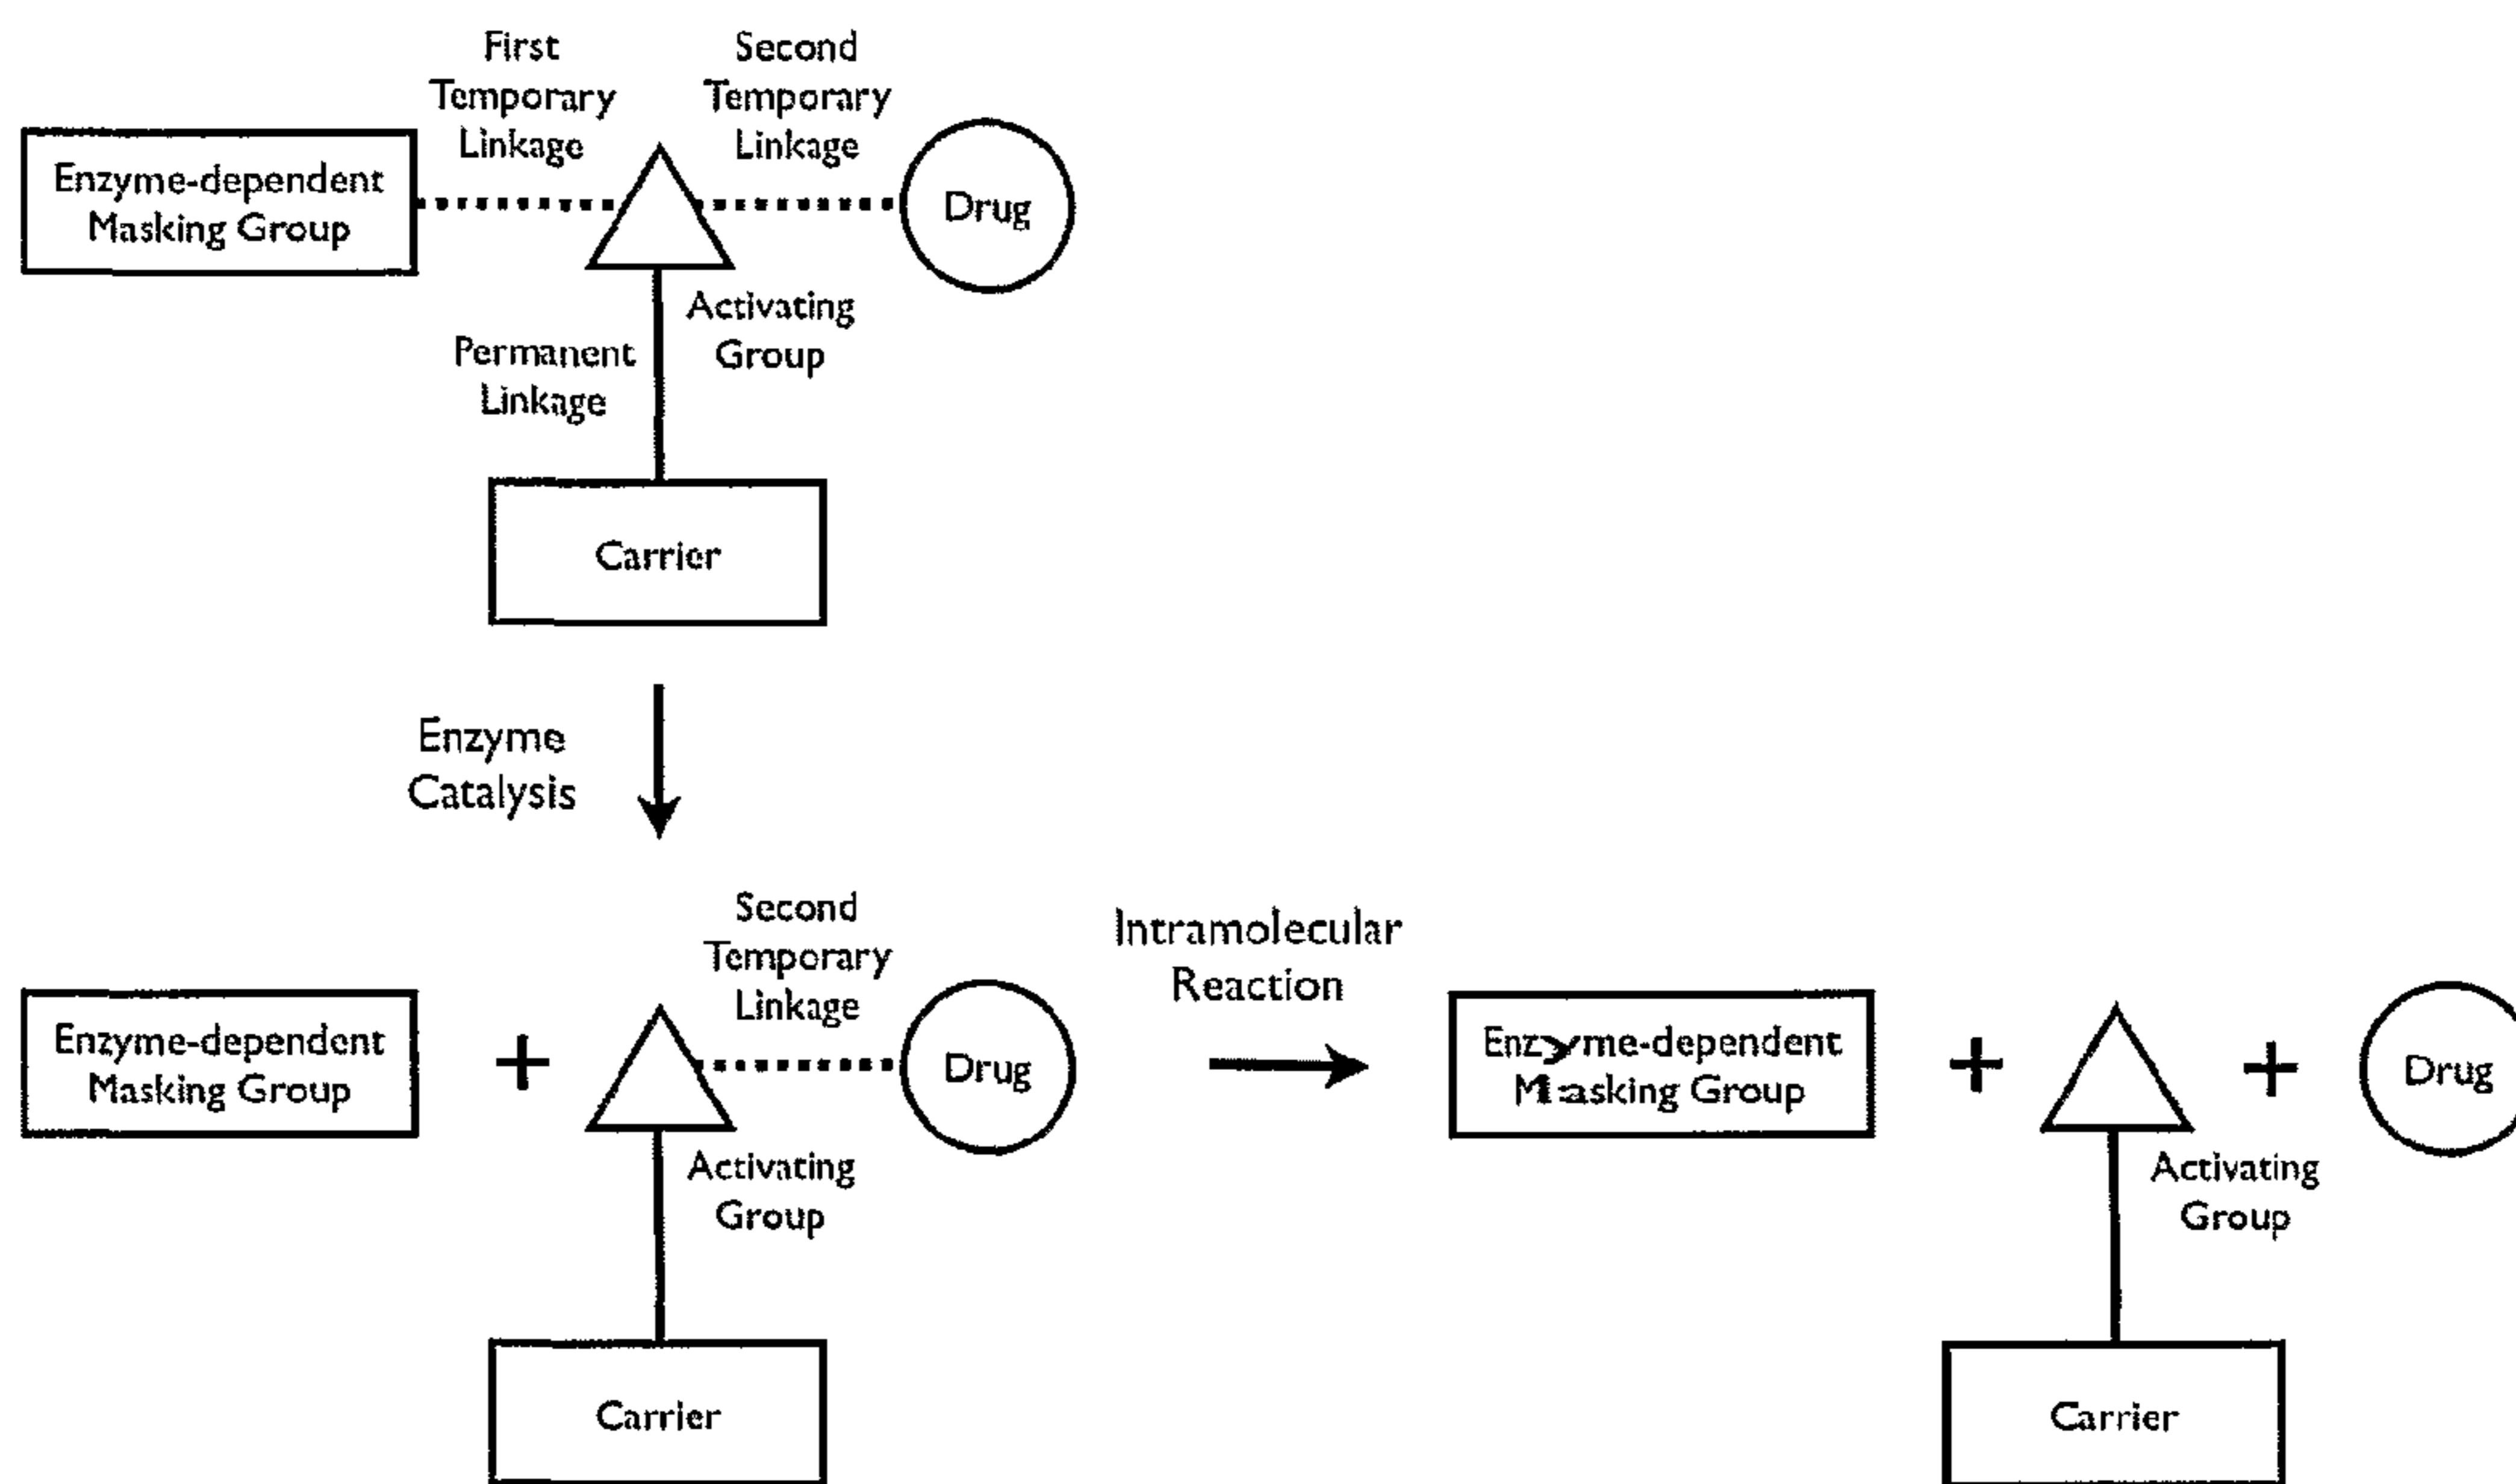 First
Temporary
Linkage
Second
Temporary
Linkage
Enzyme-dependent
Masking Group
Drug
Activating
Group
Permanent
Linkage
Carrier
Enzyme
Catalysis
Second
Temporary
Linkage
Intramolecular
Reaction
Enzyme-dependent
Masking Group
+
Drug
Enzyme-dependent
Masking Group
+
+
Drug
Activating
Group
Activating
Group
Carrier
Carrier